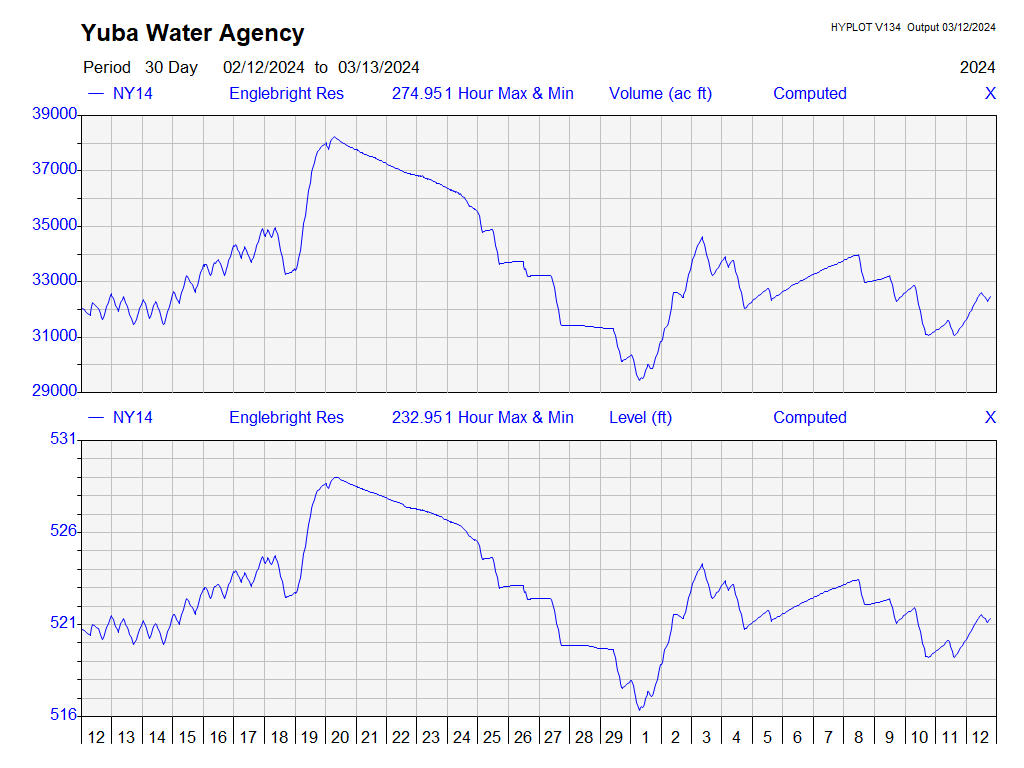 Yuba Water Agency
HYPLOT V134 Output 03/12/2024
Period 30 Day 02/12/2024 to 03/13/2024 2024
NY14 Englebright Res 274.951 Hour Max & Min Volume (ac ft) Computed X
39000
37000
35000
33000
31000
29000
NY14 Englebright Res 232.951 Hour Max & Min Level (ft) Computed X
531
526
521
516
12 13 14 15 16 17 18 19 20 21 22 23 24 25 26 27 28 29 1 2 3 4 5 6 7 8 9 10 11 12